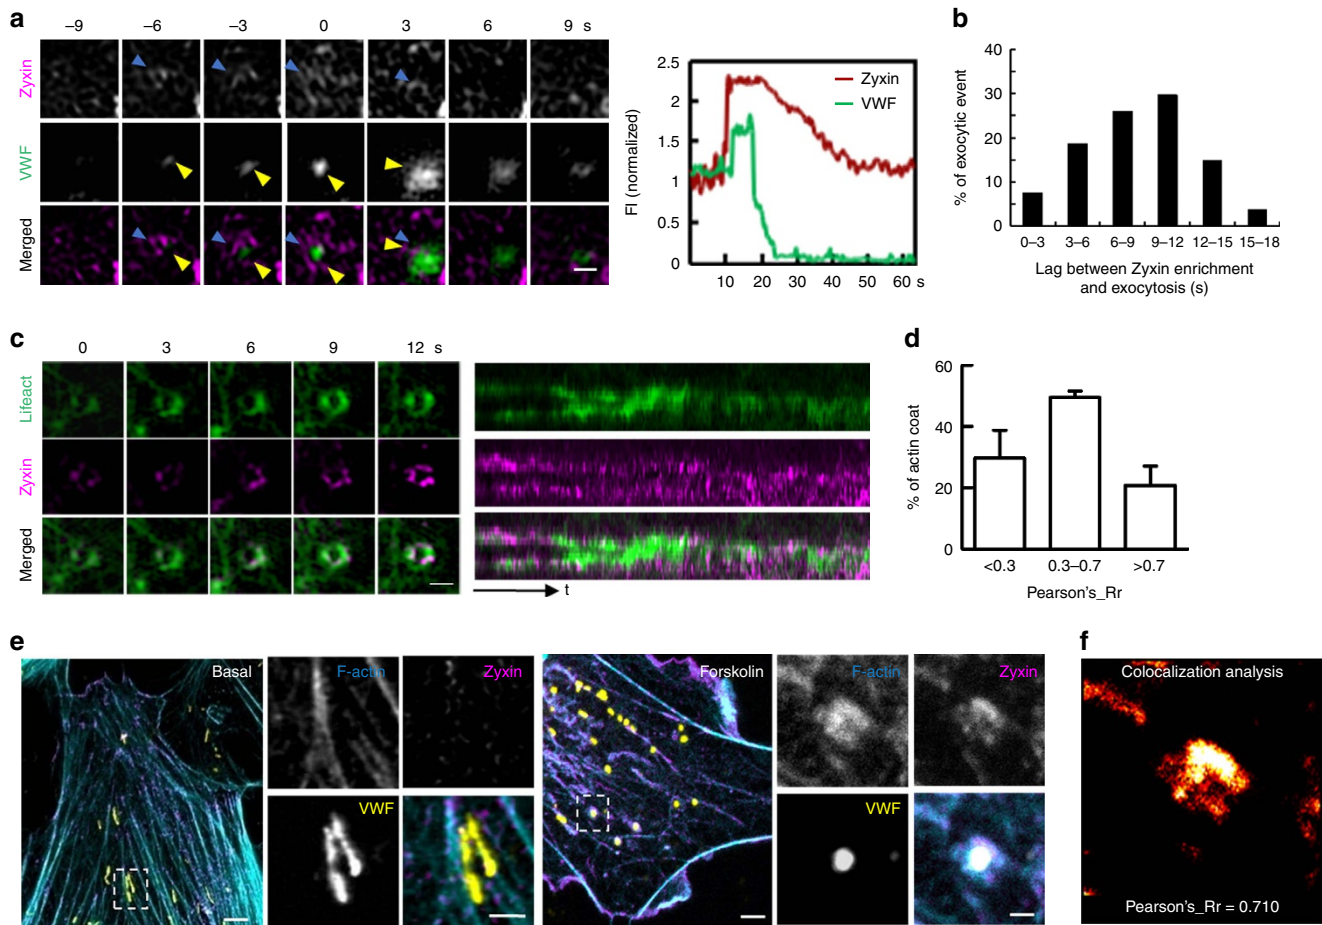 a
−9 −6 −3 0 3 6 9 s
Zyxin
VWF
Merged
FI (normalized)
2.5
2
1.5
1
0.5
0
10 20 30 40 50 60 s
Zyxin
VWF
b
% of exocytic event
40
30
20
10
0
0–3 3–6 6–9 9–12 12–15 15–18
Lag between Zyxin enrichment
and exocytosis (s)
c
0 3 6 9 12 s
Lifeact
Zyxin
Merged
t
d
% of actin coat
60
40
20
0
<0.3 0.3–0.7 >0.7
Pearson's_Rr
e
Basal
F-actin
Zyxin
VWF
Forskolin
F-actin
Zyxin
VWF
f
Colocalization analysis
Pearson's_Rr = 0.710